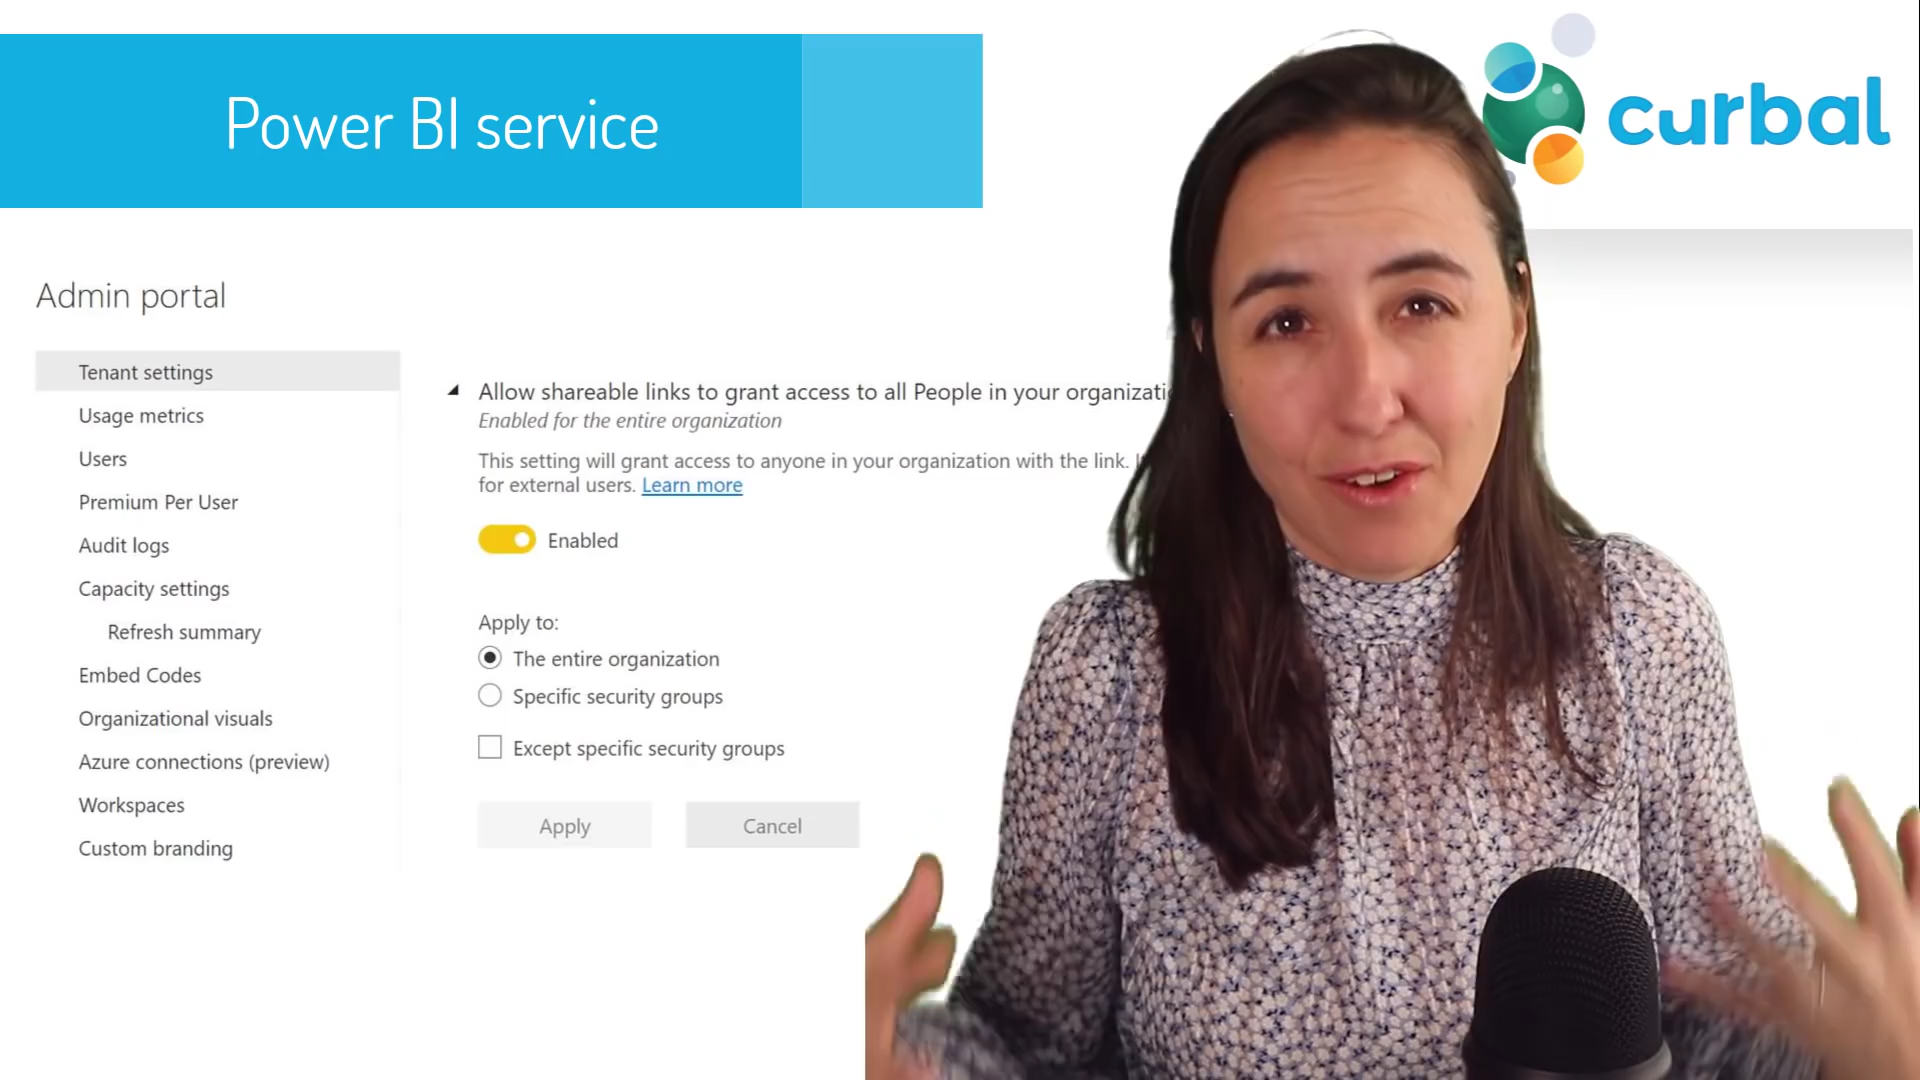 Power BI service
curbal
Admin portal
Tenant settings
Usage metrics
Users
Premium Per User
Audit logs
Capacity settings
Refresh summary
Embed Codes
Organizational visuals
Azure connections (preview)
Workspaces
Custom branding
Allow shareable links to grant access to all People in your
Enabled for the entire organization
This setting will grant access to anyone in your organization with the link.
for external users. Learn more
Enabled
Apply to:
The entire organization
Specific security groups
Except specific security groups
Apply
Cancel